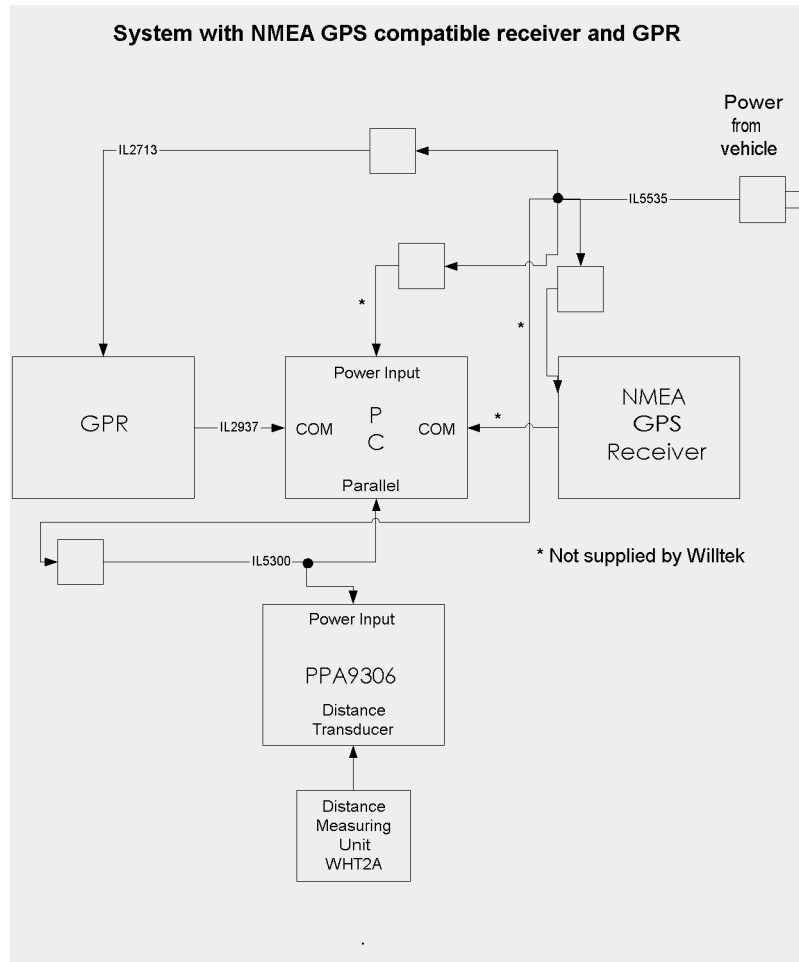 System with NMEA GPS compatible receiver and GPR
Power
from
vehicle
IL2713
IL5535
*
*
Power Input
NMEA
GPS
Receiver
GPR
IL2937
COM
P
C
COM
*
Parallel
* Not supplied by Willtek
IL5300
Power Input
PPA9306
Distance
Transducer
Distance
Measuring
Unit
WHT2A
.